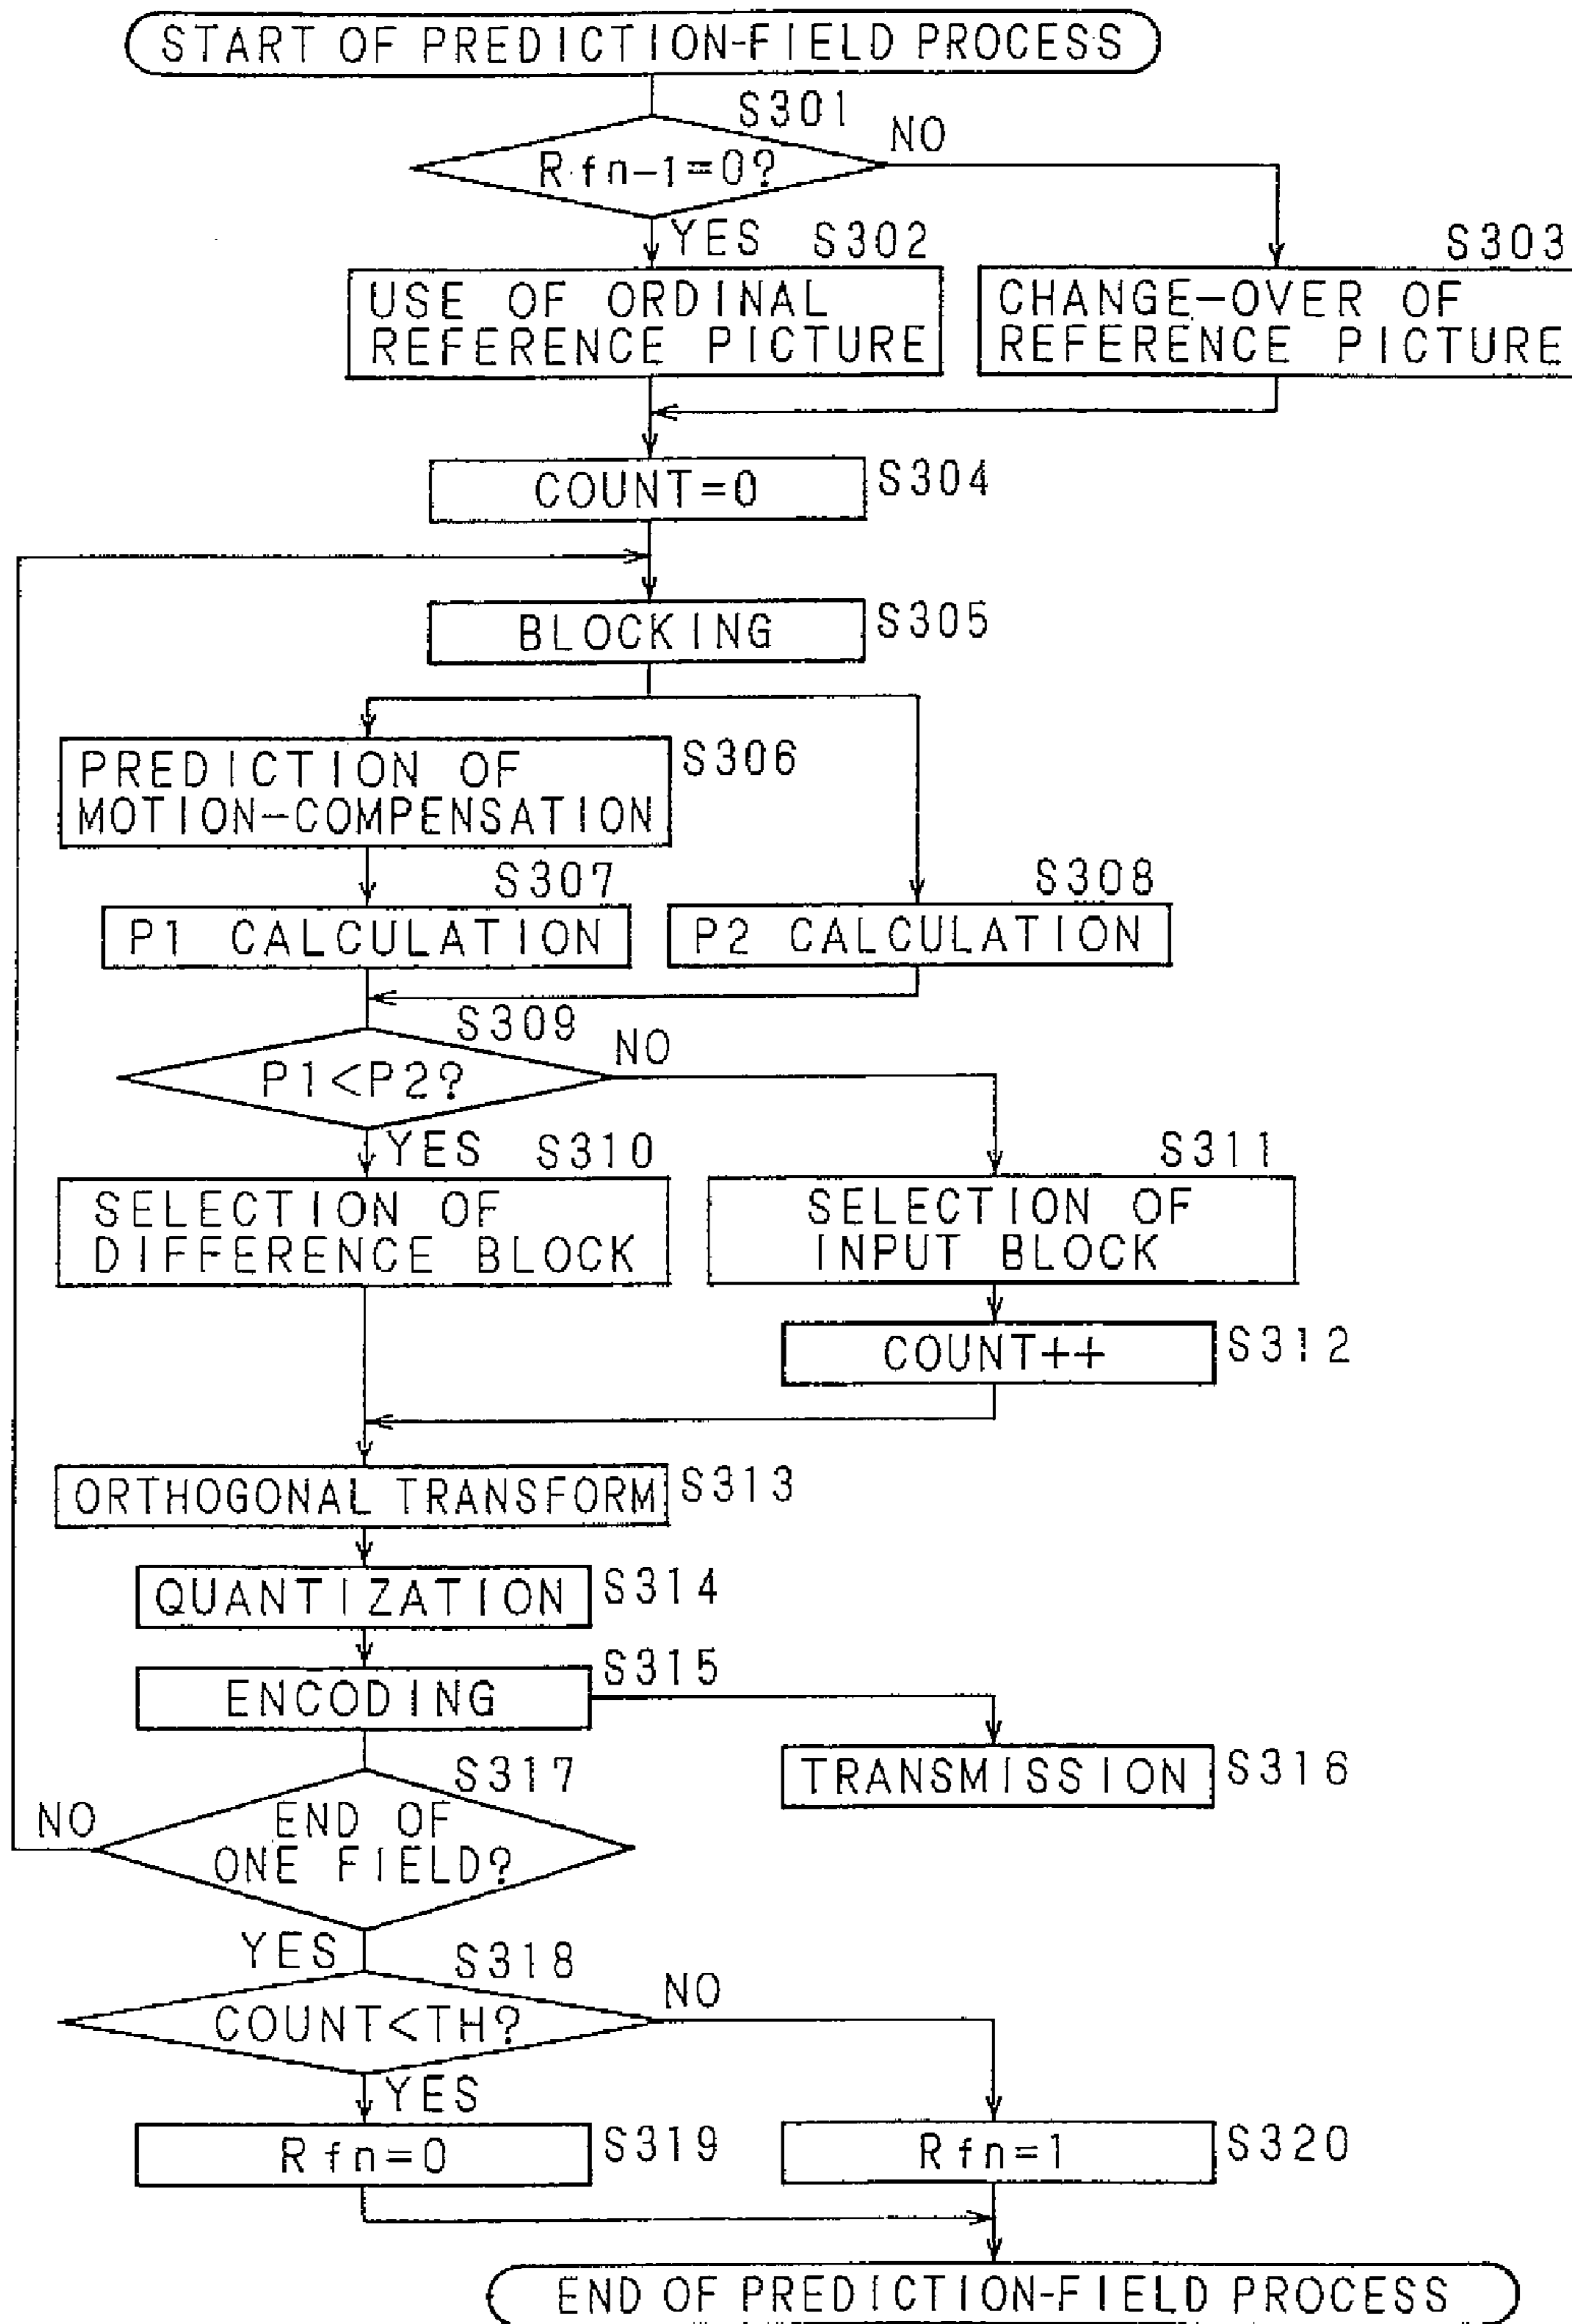 START OF PREDICTION-FIELD PROCESS
S301
Rfn-1=0?
NO
YES
S302
S303
USE OF ORDINAL
REFERENCE PICTURE
CHANGE-OVER OF
REFERENCE PICTURE
COUNT=0
S304
BLOCKING
S305
PREDICTION OF
MOTION-COMPENSATION
S306
S307
S308
P1 CALCULATION
P2 CALCULATION
S309
P1<P2?
NO
YES
S310
S311
SELECTION OF
DIFFERENCE BLOCK
SELECTION OF
INPUT BLOCK
COUNT++
S312
ORTHOGONAL TRANSFORM
S313
QUANTIZATION
S314
ENCODING
S315
TRANSMISSION
S316
S317
NO
END OF
ONE FIELD?
YES
S318
COUNT<TH?
NO
YES
Rfn=0
S319
Rfn=1
S320
END OF PREDICTION-FIELD PROCESS